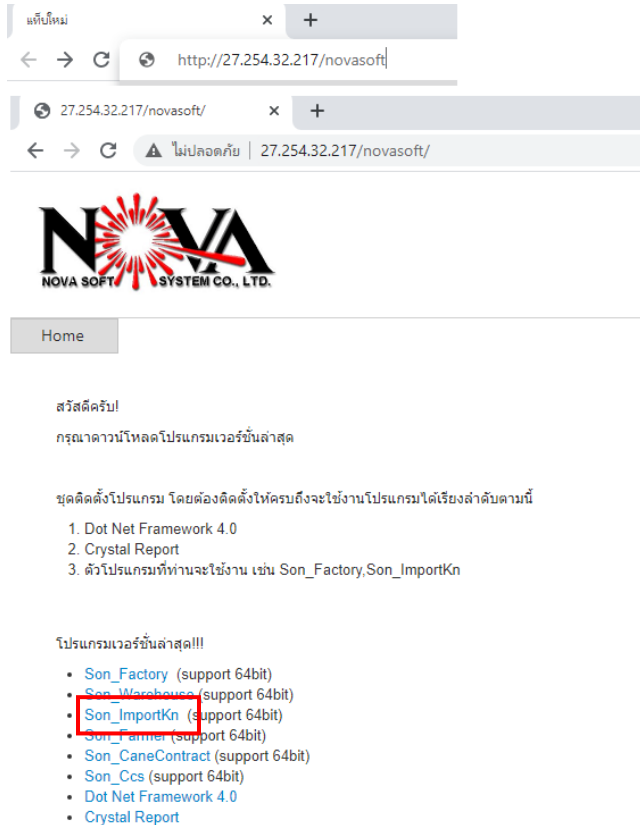 แท็บใหม่
http://27.254.32.217/novasoft
27.254.32.217/novasoft/
ไม่ปลอดภัย 27.254.32.217/novasoft/
NOVA
NOVA SOFT SYSTEM CO., LTD.
Home
สวัสดีครับ!
กรุณาดาวน์โหลดโปรแกรมเวอร์ชั่นล่าสุด
ชุดติดตั้งโปรแกรม โดยต้องติดตั้งให้ครบถึงจะใช้งานโปรแกรมได้เรียงลำดับตามนี้
1. Dot Net Framework 4.0
2. Crystal Report
3. ตัวโปรแกรมที่ท่านจะใช้งาน เช่น Son_Factory,Son_ImportKn
โปรแกรมเวอร์ชั่นล่าสุด!!!
• Son_Factory (support 64bit)
• Son_Warehouse (support 64bit)
• Son_ImportKn (support 64bit)
• Son_Farmer (support 64bit)
• Son_CaneContract (support 64bit)
• Son_Ccs (support 64bit)
• Dot Net Framework 4.0
• Crystal Report